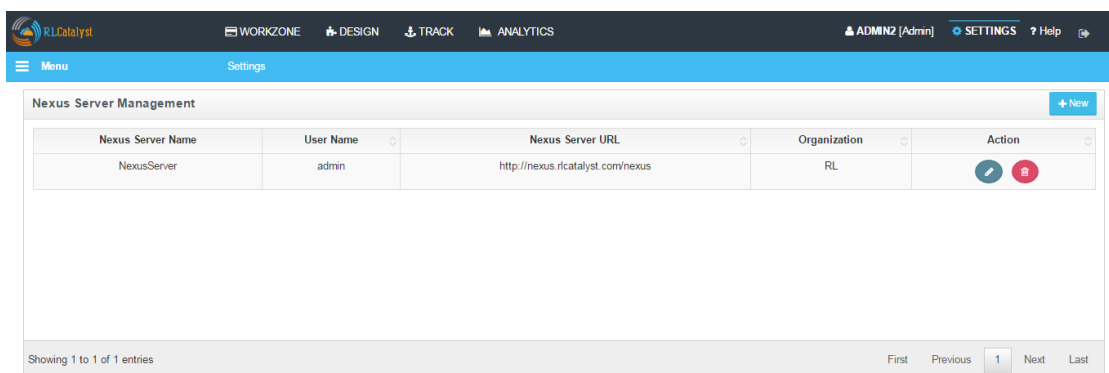 RLCatalyst WORKZONE DESIGN TRACK ANALYTICS ADMIN2 [Admin] SETTINGS ? Help
Menu Settings
Nexus Server Management + New
Nexus Server Name User Name Nexus Server URL Organization Action
NexusServer admin http://nexus.rlcatalyst.com/nexus RL
Showing 1 to 1 of 1 entries First Previous 1 Next Last